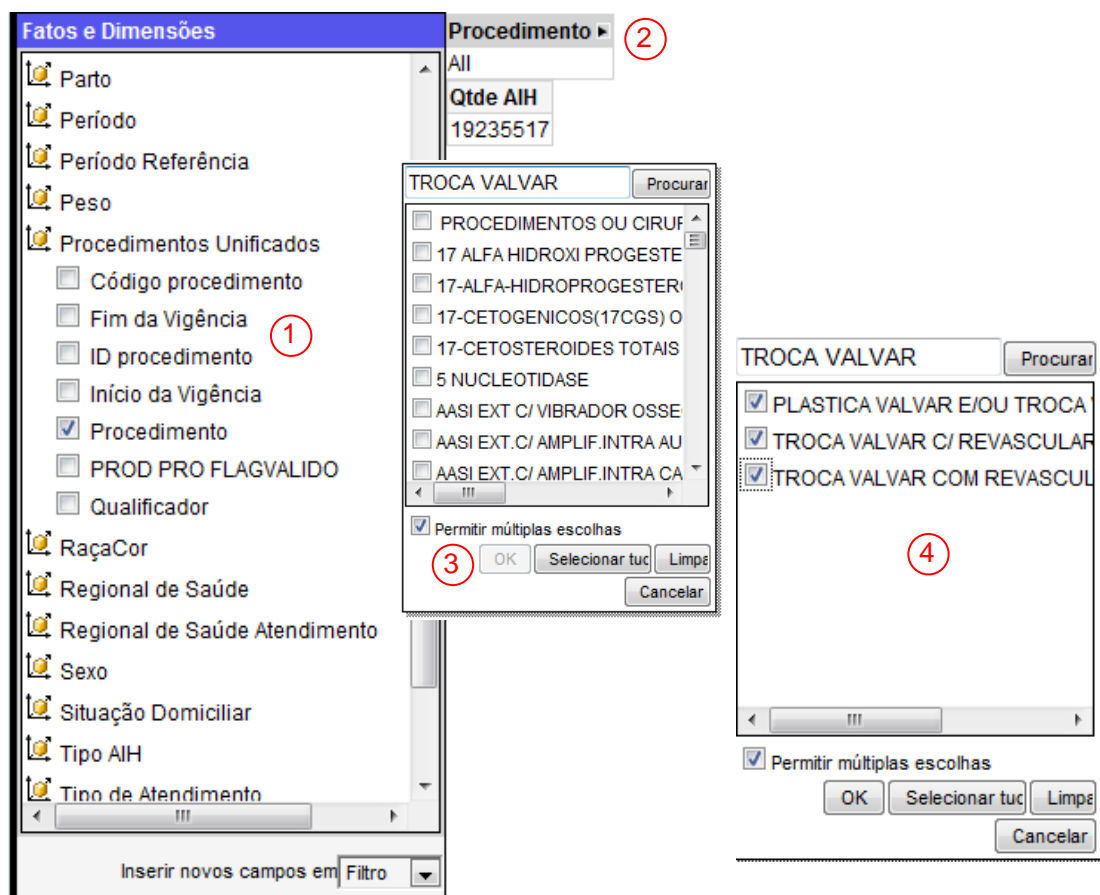 Fatos e Dimensões
Parto
Período
Período Referência
Peso
Procedimentos Unificados
Código procedimento
Fim da Vigência
ID procedimento
Início da Vigência
Procedimento
PROD PRO FLAGVALIDO
Qualificador
RaçaCor
Regional de Saúde
Regional de Saúde Atendimento
Sexo
Situação Domiciliar
Tipo AIH
Tipo de Atendimento
Inserir novos campos em Filtro
1
Procedimento
2
All
Qtde AIH
19235517
TROCA VALVAR Procurar
PROCEDIMENTOS OU CIRUF
17 ALFA HIDROXI PROGESTE
17-ALFA-HIDROPROGESTER
17-CETOGENICOS(17CGS) O
17-CETOSTEROIDES TOTAIS
5 NUCLEOTIDASE
AASI EXT C/ VIBRADOR OSSE
AASI EXT.C/ AMPLIF.INTRA AU
AASI EXT.C/ AMPLIF.INTRA CA
Permitir múltiplas escolhas
3 OK Selecionar tud Limpa
Cancelar
TROCA VALVAR Procurar
PLASTICA VALVAR E/OU TROCA
TROCA VALVAR C/ REVASCULAR
TROCA VALVAR COM REVASCUL
4
Permitir múltiplas escolhas
OK Selecionar tud Limpa
Cancelar